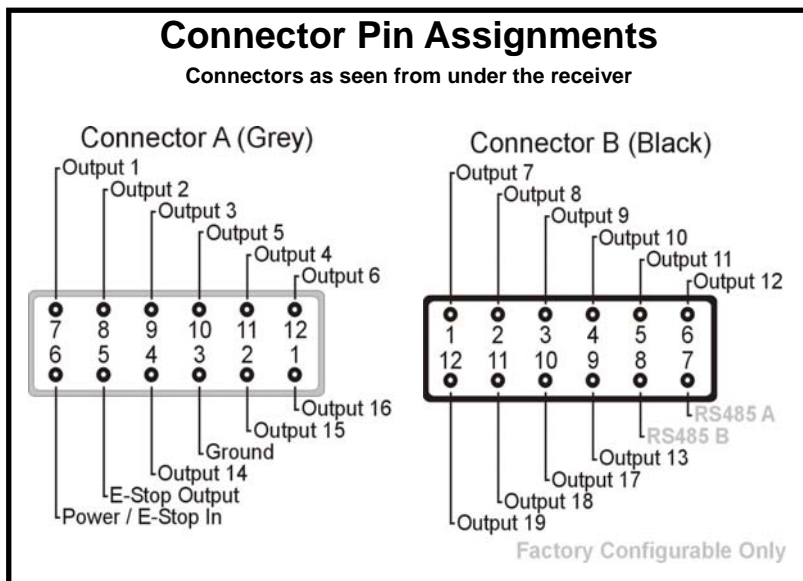 Connector Pin Assignments
Connectors as seen from under the receiver
Connector A (Grey)
Output 1
Output 2
Output 3
Output 5
Output 4
Output 6
7 8 9 10 11 12
6 5 4 3 2 1
Output 16
Output 15
Ground
Output 14
E-Stop Output
Power / E-Stop In
Connector B (Black)
Output 7
Output 8
Output 9
Output 10
Output 11
Output 12
1 2 3 4 5 6
12 11 10 9 8 7
RS485 A
RS485 B
Output 13
Output 17
Output 18
Output 19
Factory Configurable Only